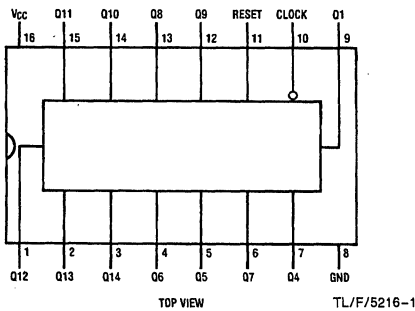 VCC Q11 Q10 Q8 Q9 RESET CLOCK Q1
16 15 14 13 12 11 10 9
1 2 3 4 5 6 7 8
Q12 Q13 Q14 Q6 Q5 Q7 Q4 GND
TOP VIEW
TL/F/5216-1